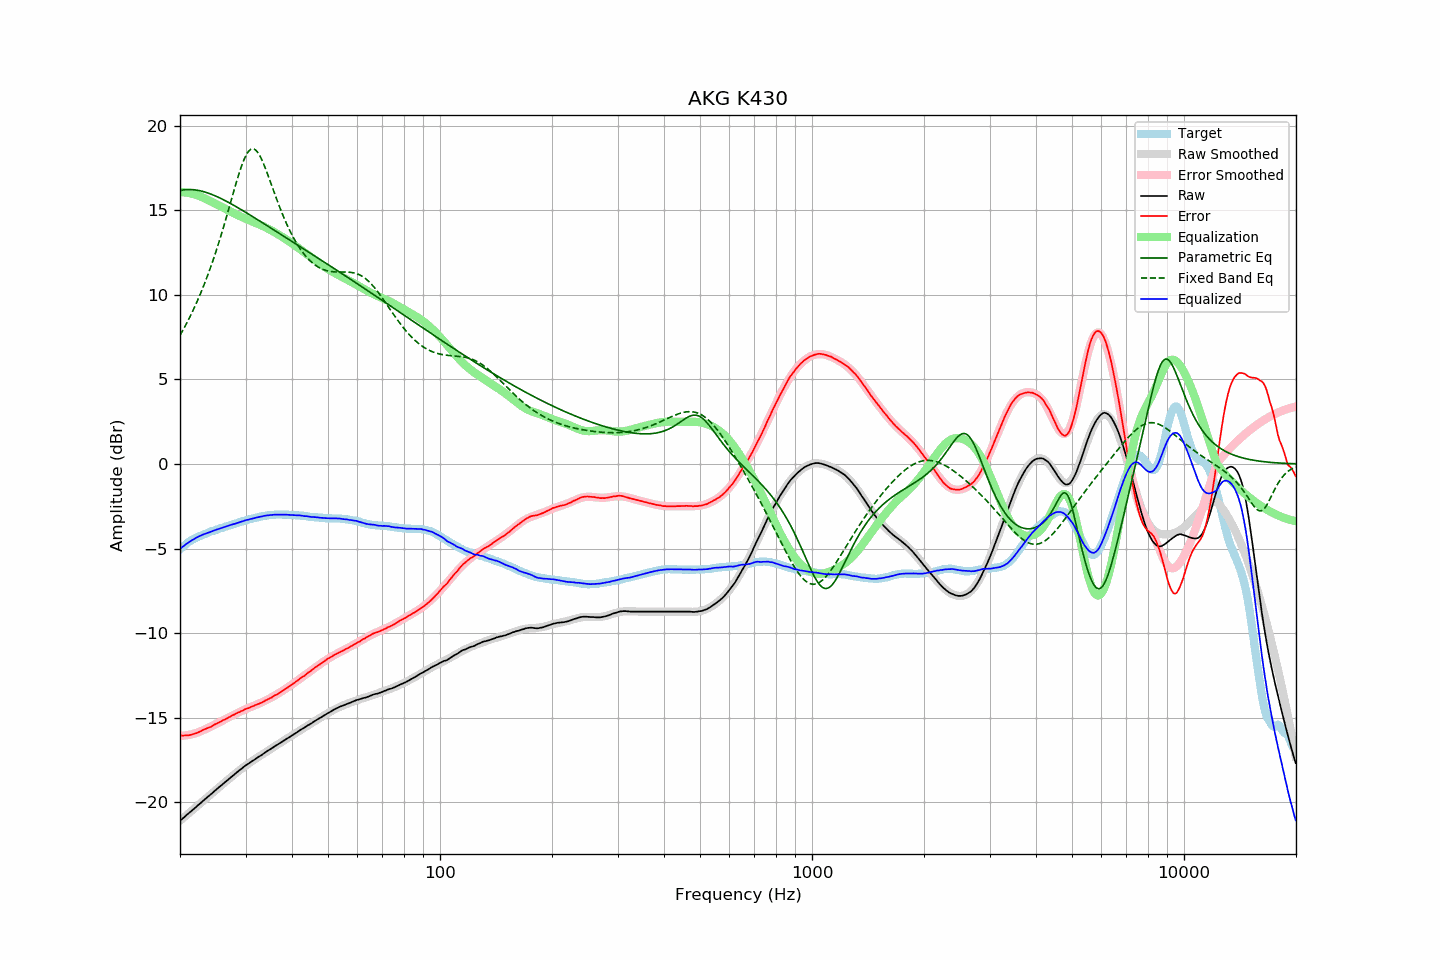 AKG K430
Amplitude (dBr)
20
15
10
5
0
−5
−10
−15
−20
Target
Raw Smoothed
Error Smoothed
Raw
Error
Equalization
Parametric Eq
Fixed Band Eq
Equalized
100 1000 10000
Frequency (Hz)